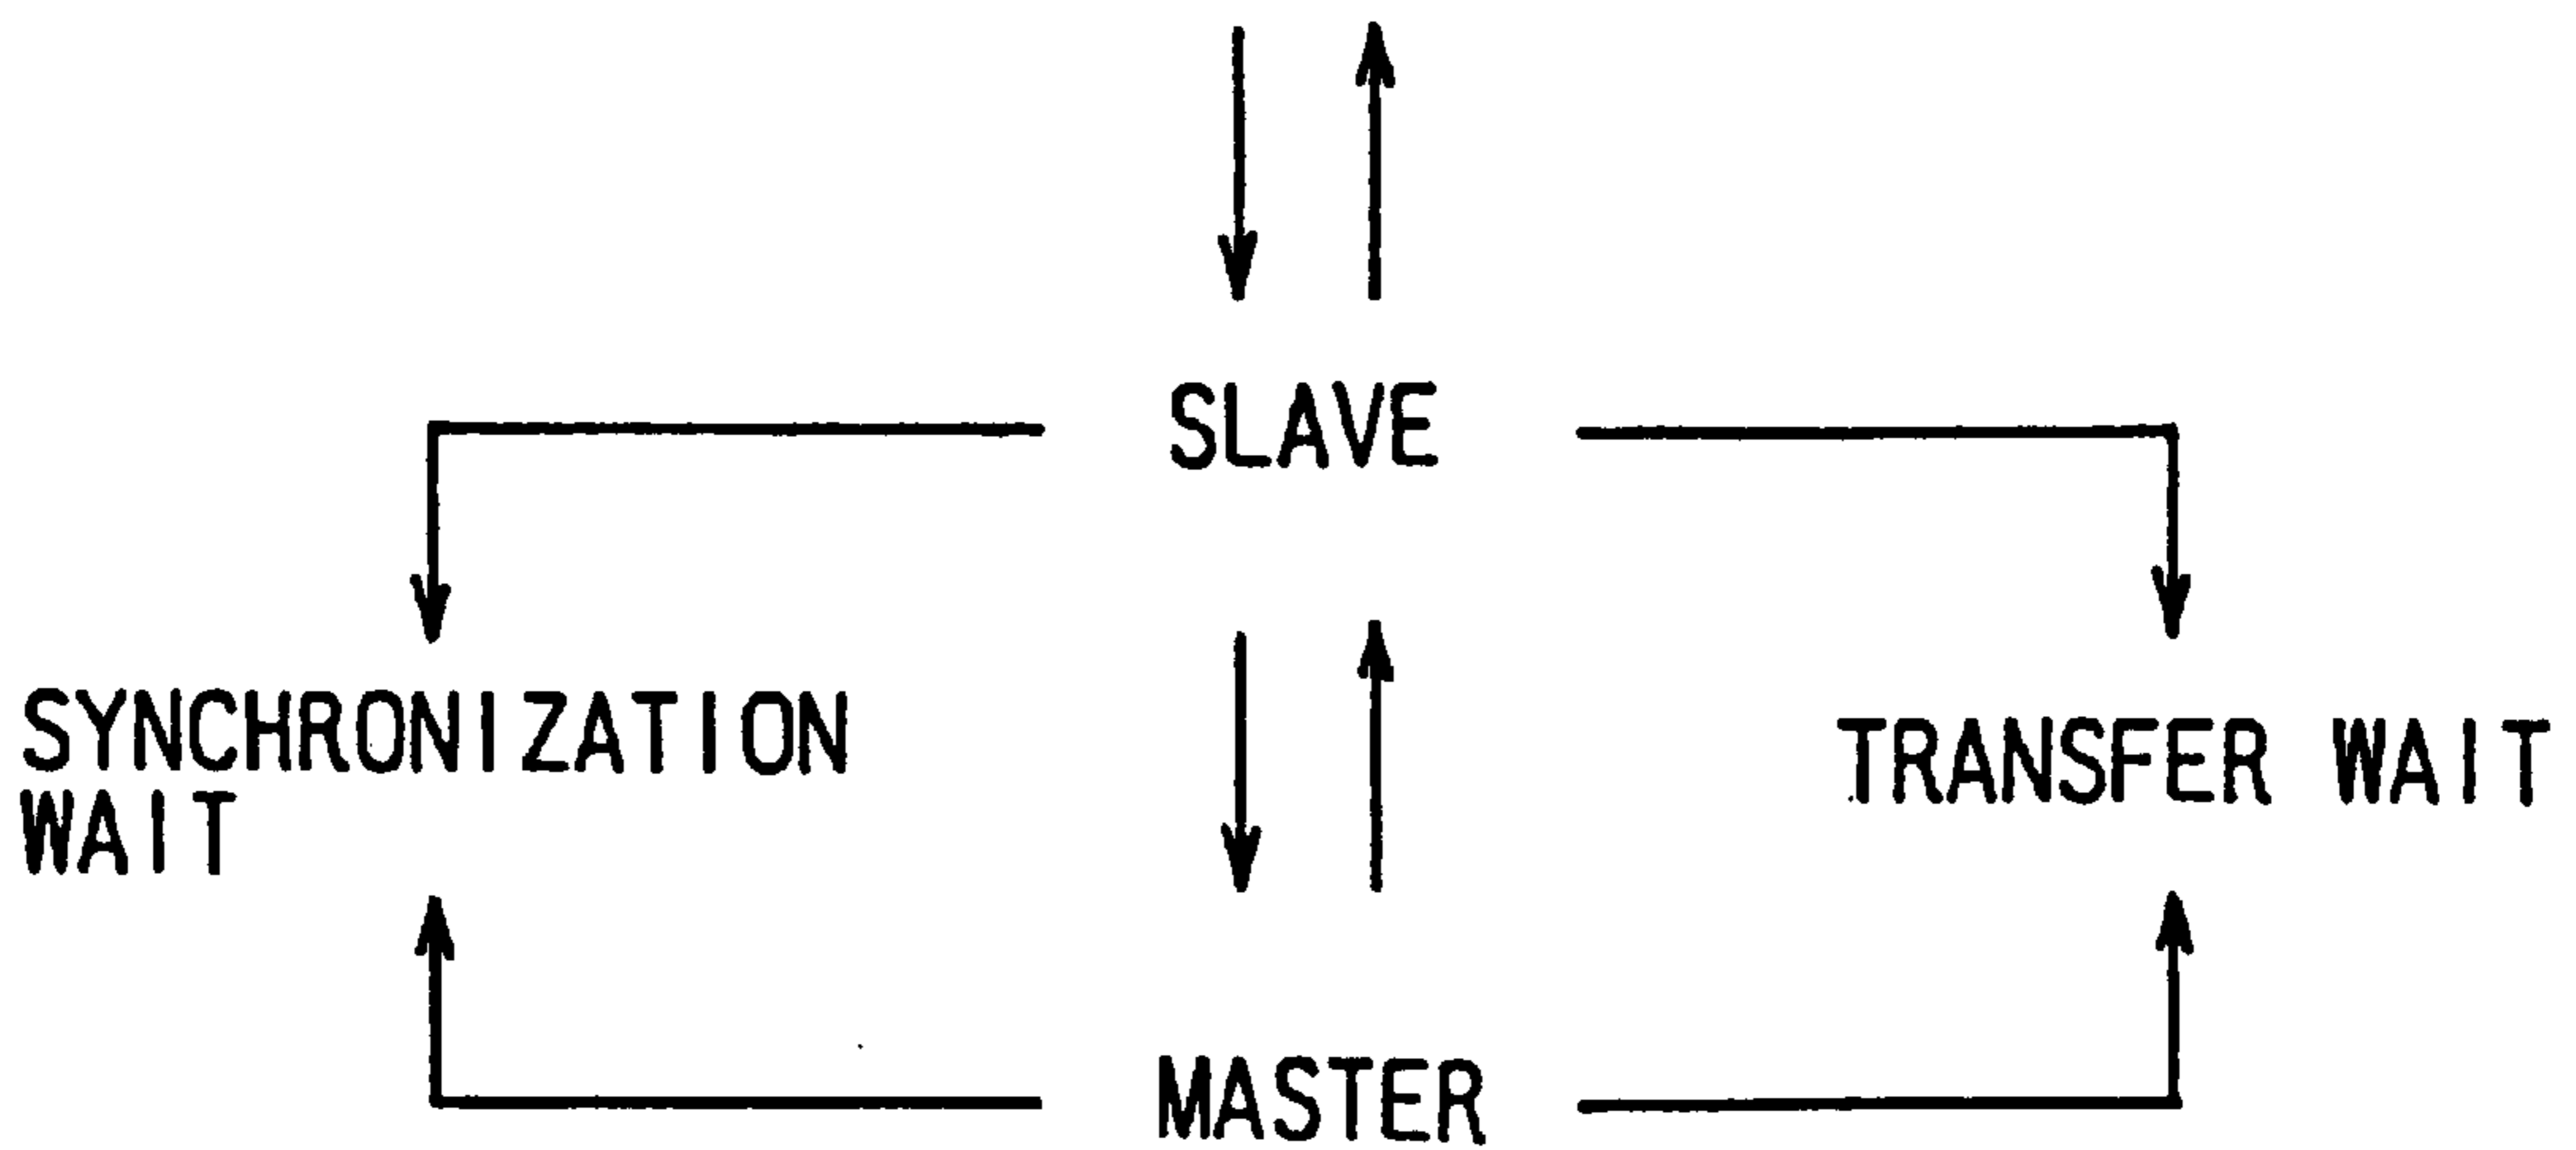 SLAVE
SYNCHRONIZATION
WAIT
TRANSFER WAIT
MASTER